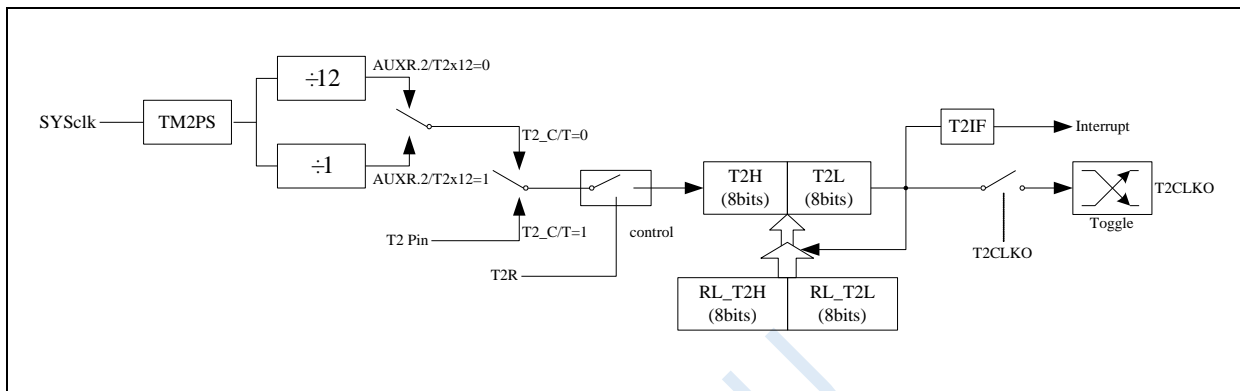 ÷12
AUXR.2/T2x12=0
SYSclk
TM2PS
T2_C/T=0
÷1
AUXR.2/T2x12=1
T2 Pin
T2_C/T=1
control
T2R
T2H
(8bits)
T2L
(8bits)
T2IF
Interrupt
T2CLKO
Toggle
T2CLKO
RL_T2H
(8bits)
RL_T2L
(8bits)